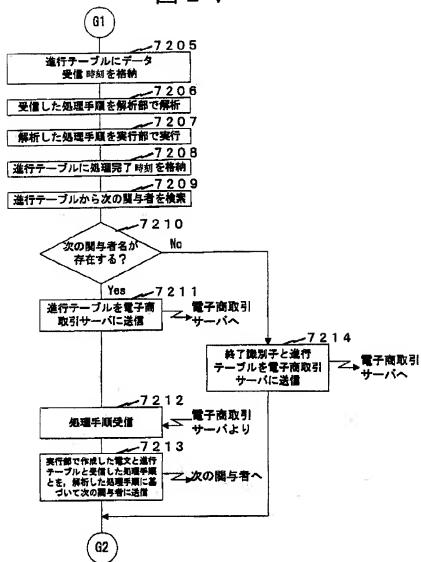 G1
7205
進行テーブルにデータ
受信時刻を格納
7206
受信した処理手順を解析部で解析
7207
解析した処理手順を実行部で実行
7208
進行テーブルに処理完了時刻を格納
7209
進行テーブルから次の関与者を検索
7210
次の関与者名が
存在する?
No
Yes
7211
進行テーブルを電子商
取引サーバに送信
電子商取引
サーバへ
7214
終了識別子と進行
テーブルを電子商取引
サーバに送信
電子商取引
サーバへ
7212
処理手順受信
電子商取引
サーバより
7213
実行部で作成した電文と進行
テーブルと受信した処理手順
とを,解析した処理手順に基
づいて次の関与者に送信
次の関与者へ
G2